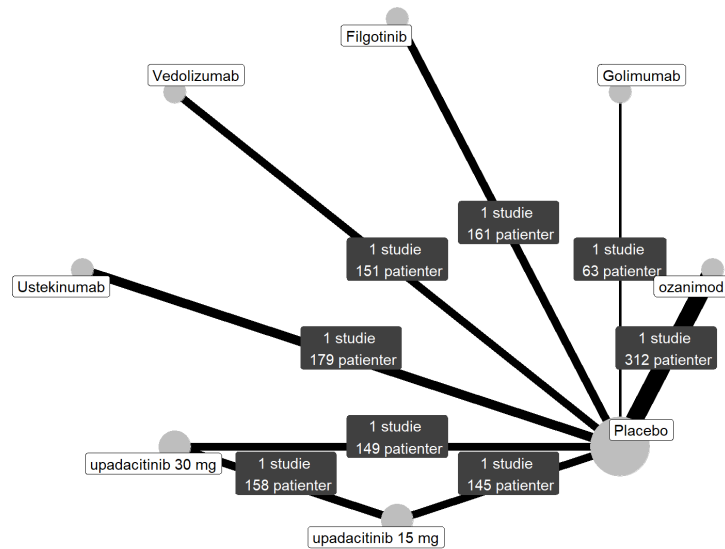 Filgotinib
Vedolizumab
Golimumab
1 studie
161 patienter
1 studie
151 patienter
1 studie
63 patienter
Ustekinumab
ozanimod
1 studie
179 patienter
1 studie
312 patienter
Placebo
1 studie
149 patienter
upadacitinib 30 mg
1 studie
158 patienter
1 studie
145 patienter
upadacitinib 15 mg